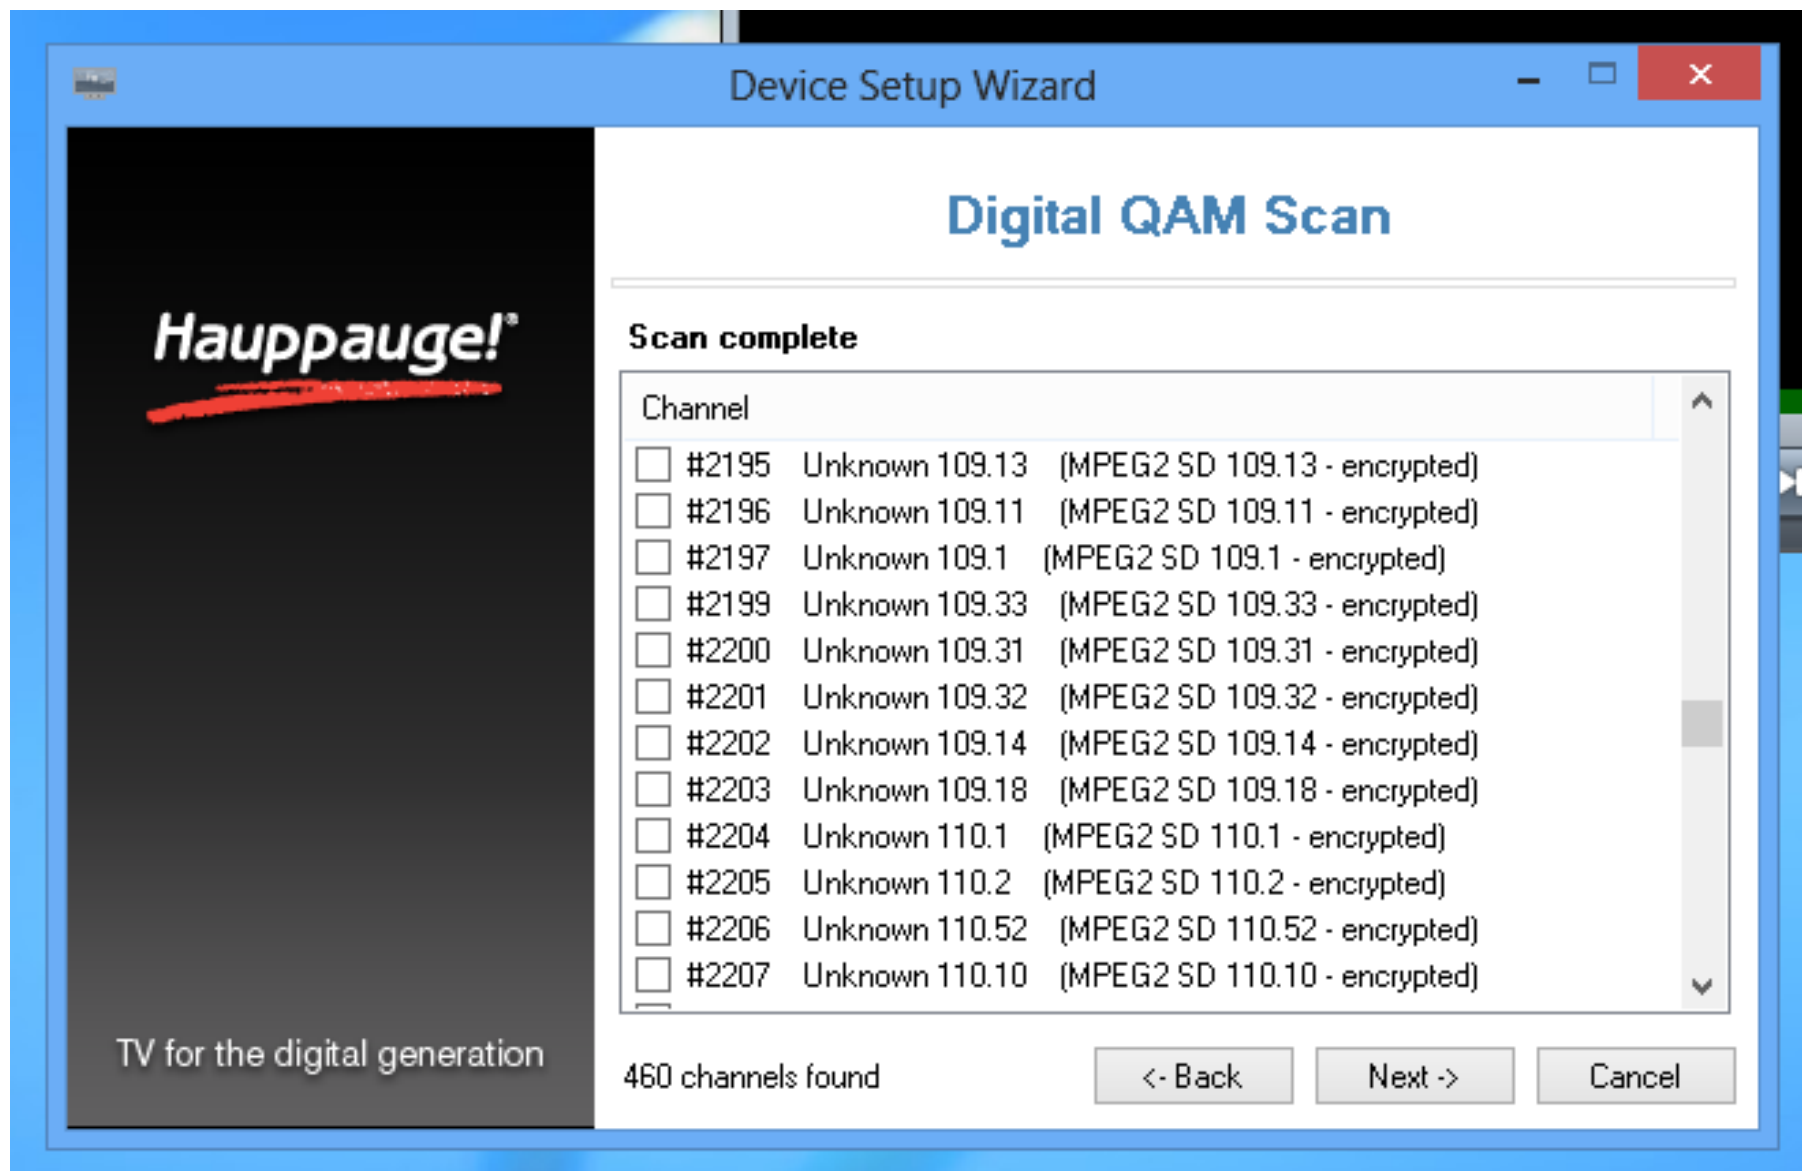 Device Setup Wizard
Hauppauge!®
TV for the digital generation
Digital QAM Scan
Scan complete
Channel
#2195 Unknown 109.13 (MPEG2 SD 109.13 - encrypted)
#2196 Unknown 109.11 (MPEG2 SD 109.11 - encrypted)
#2197 Unknown 109.1 (MPEG2 SD 109.1 - encrypted)
#2199 Unknown 109.33 (MPEG2 SD 109.33 - encrypted)
#2200 Unknown 109.31 (MPEG2 SD 109.31 - encrypted)
#2201 Unknown 109.32 (MPEG2 SD 109.32 - encrypted)
#2202 Unknown 109.14 (MPEG2 SD 109.14 - encrypted)
#2203 Unknown 109.18 (MPEG2 SD 109.18 - encrypted)
#2204 Unknown 110.1 (MPEG2 SD 110.1 - encrypted)
#2205 Unknown 110.2 (MPEG2 SD 110.2 - encrypted)
#2206 Unknown 110.52 (MPEG2 SD 110.52 - encrypted)
#2207 Unknown 110.10 (MPEG2 SD 110.10 - encrypted)
460 channels found
<- Back
Next ->
Cancel